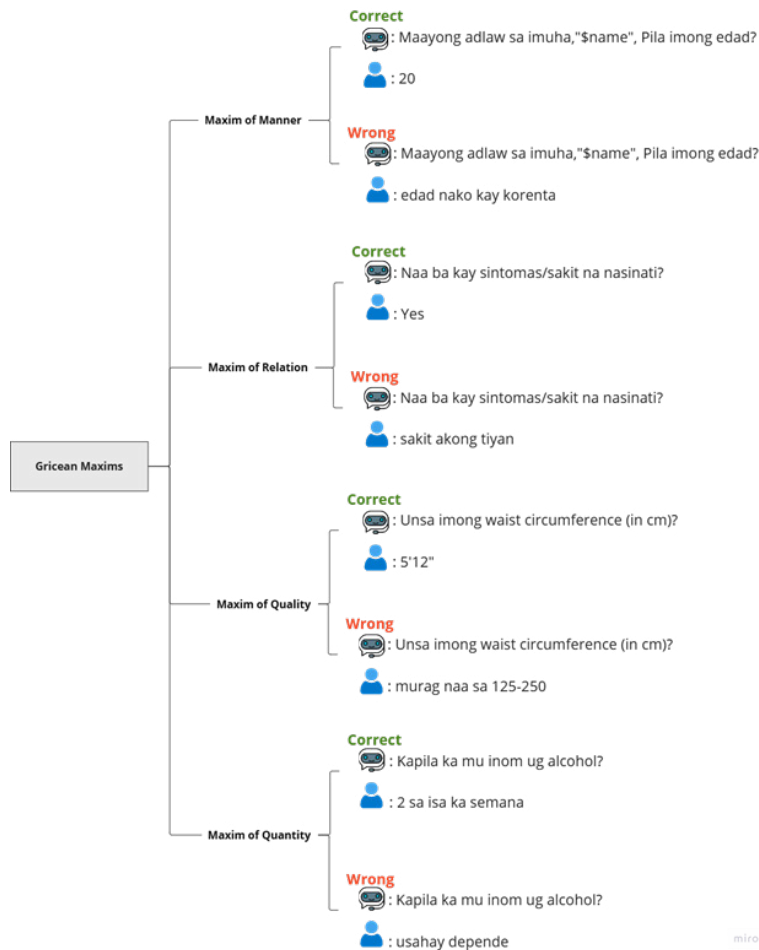 Correct
: Maayong adlaw sa imuha,"$name", Pila imong edad?
: 20
Maxim of Manner
Wrong
: Maayong adlaw sa imuha,"$name", Pila imong edad?
: edad nako kay korenta
Correct
: Naa ba kay sintomas/sakit na nasinati?
: Yes
Maxim of Relation
Wrong
: Naa ba kay sintomas/sakit na nasinati?
: sakit akong tiyan
Gricean Maxims
Correct
: Unsa imong waist circumference (in cm)?
: 5'12"
Maxim of Quality
Wrong
: Unsa imong waist circumference (in cm)?
: murag naa sa 125-250
Correct
: Kapila ka mu inom ug alcohol?
: 2 sa isa ka semana
Maxim of Quantity
Wrong
: Kapila ka mu inom ug alcohol?
: usahay depende
miro